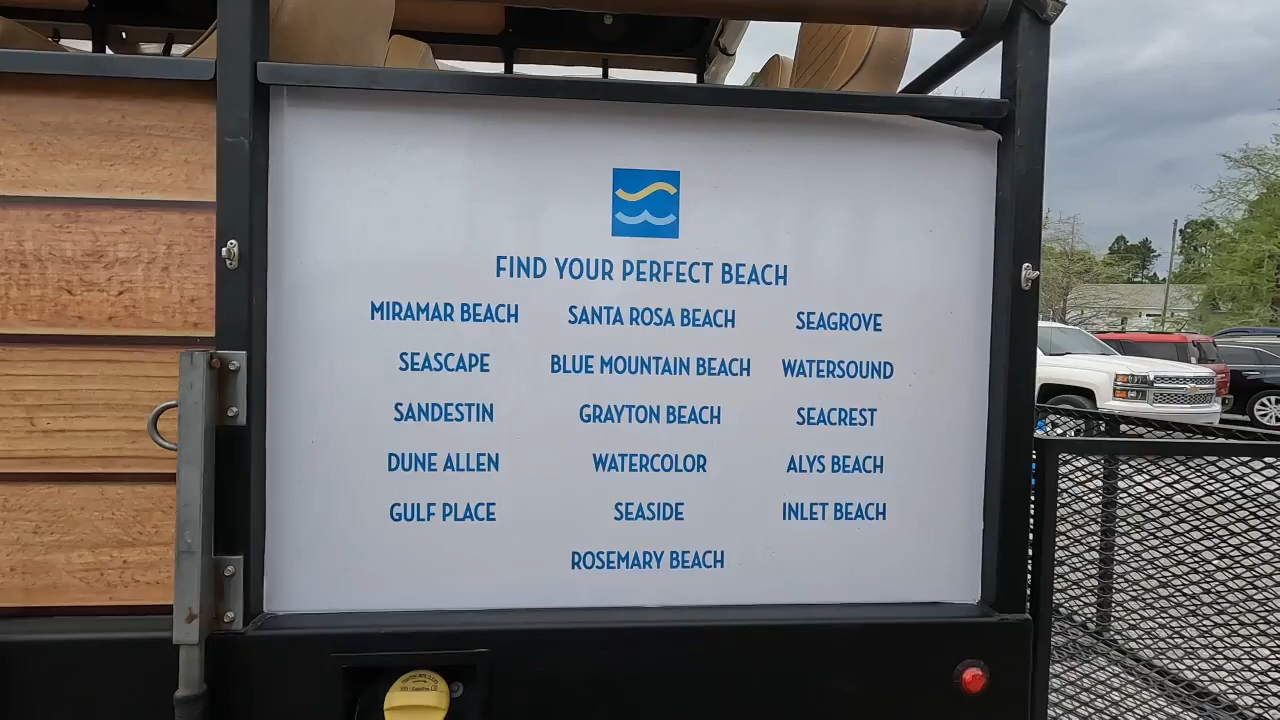 FIND YOUR PERFECT BEACH
MIRAMAR BEACH SANTA ROSA BEACH SEAGROVE
SEASCAPE BLUE MOUNTAIN BEACH WATERSOUND
SANDESTIN GRAYTON BEACH SEACREST
DUNE ALLEN WATERCOLOR ALYS BEACH
GULF PLACE SEASIDE INLET BEACH
ROSEMARY BEACH